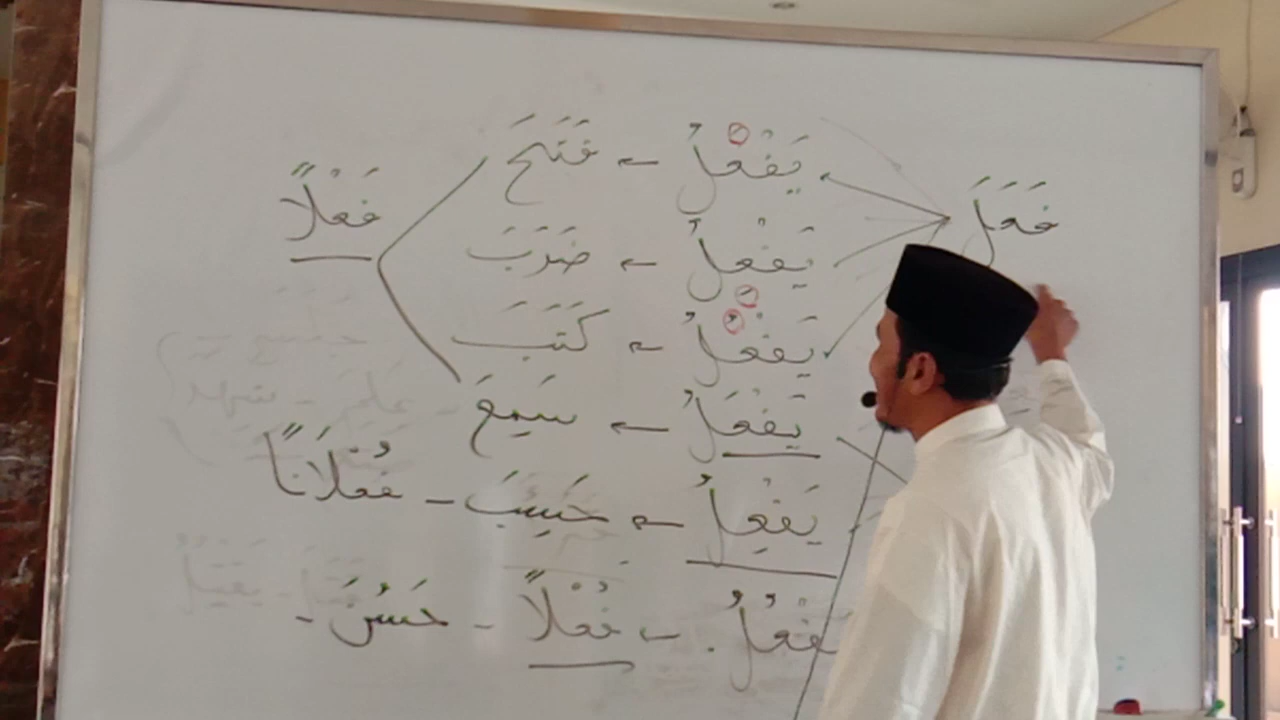 فَعَلَ يَفْعَلُ ← فَتَحَ فَعْلًا
يَفْعِلُ ← ضَرَبَ
يَفْعُلُ ← كَتَبَ
يَفْعَلُ ← سَمِعَ
يَفْعِلُ ← حَسِبَ - فُعْلَانًا
يَفْعُلُ ← فُعْلًا - حَسُنَ -